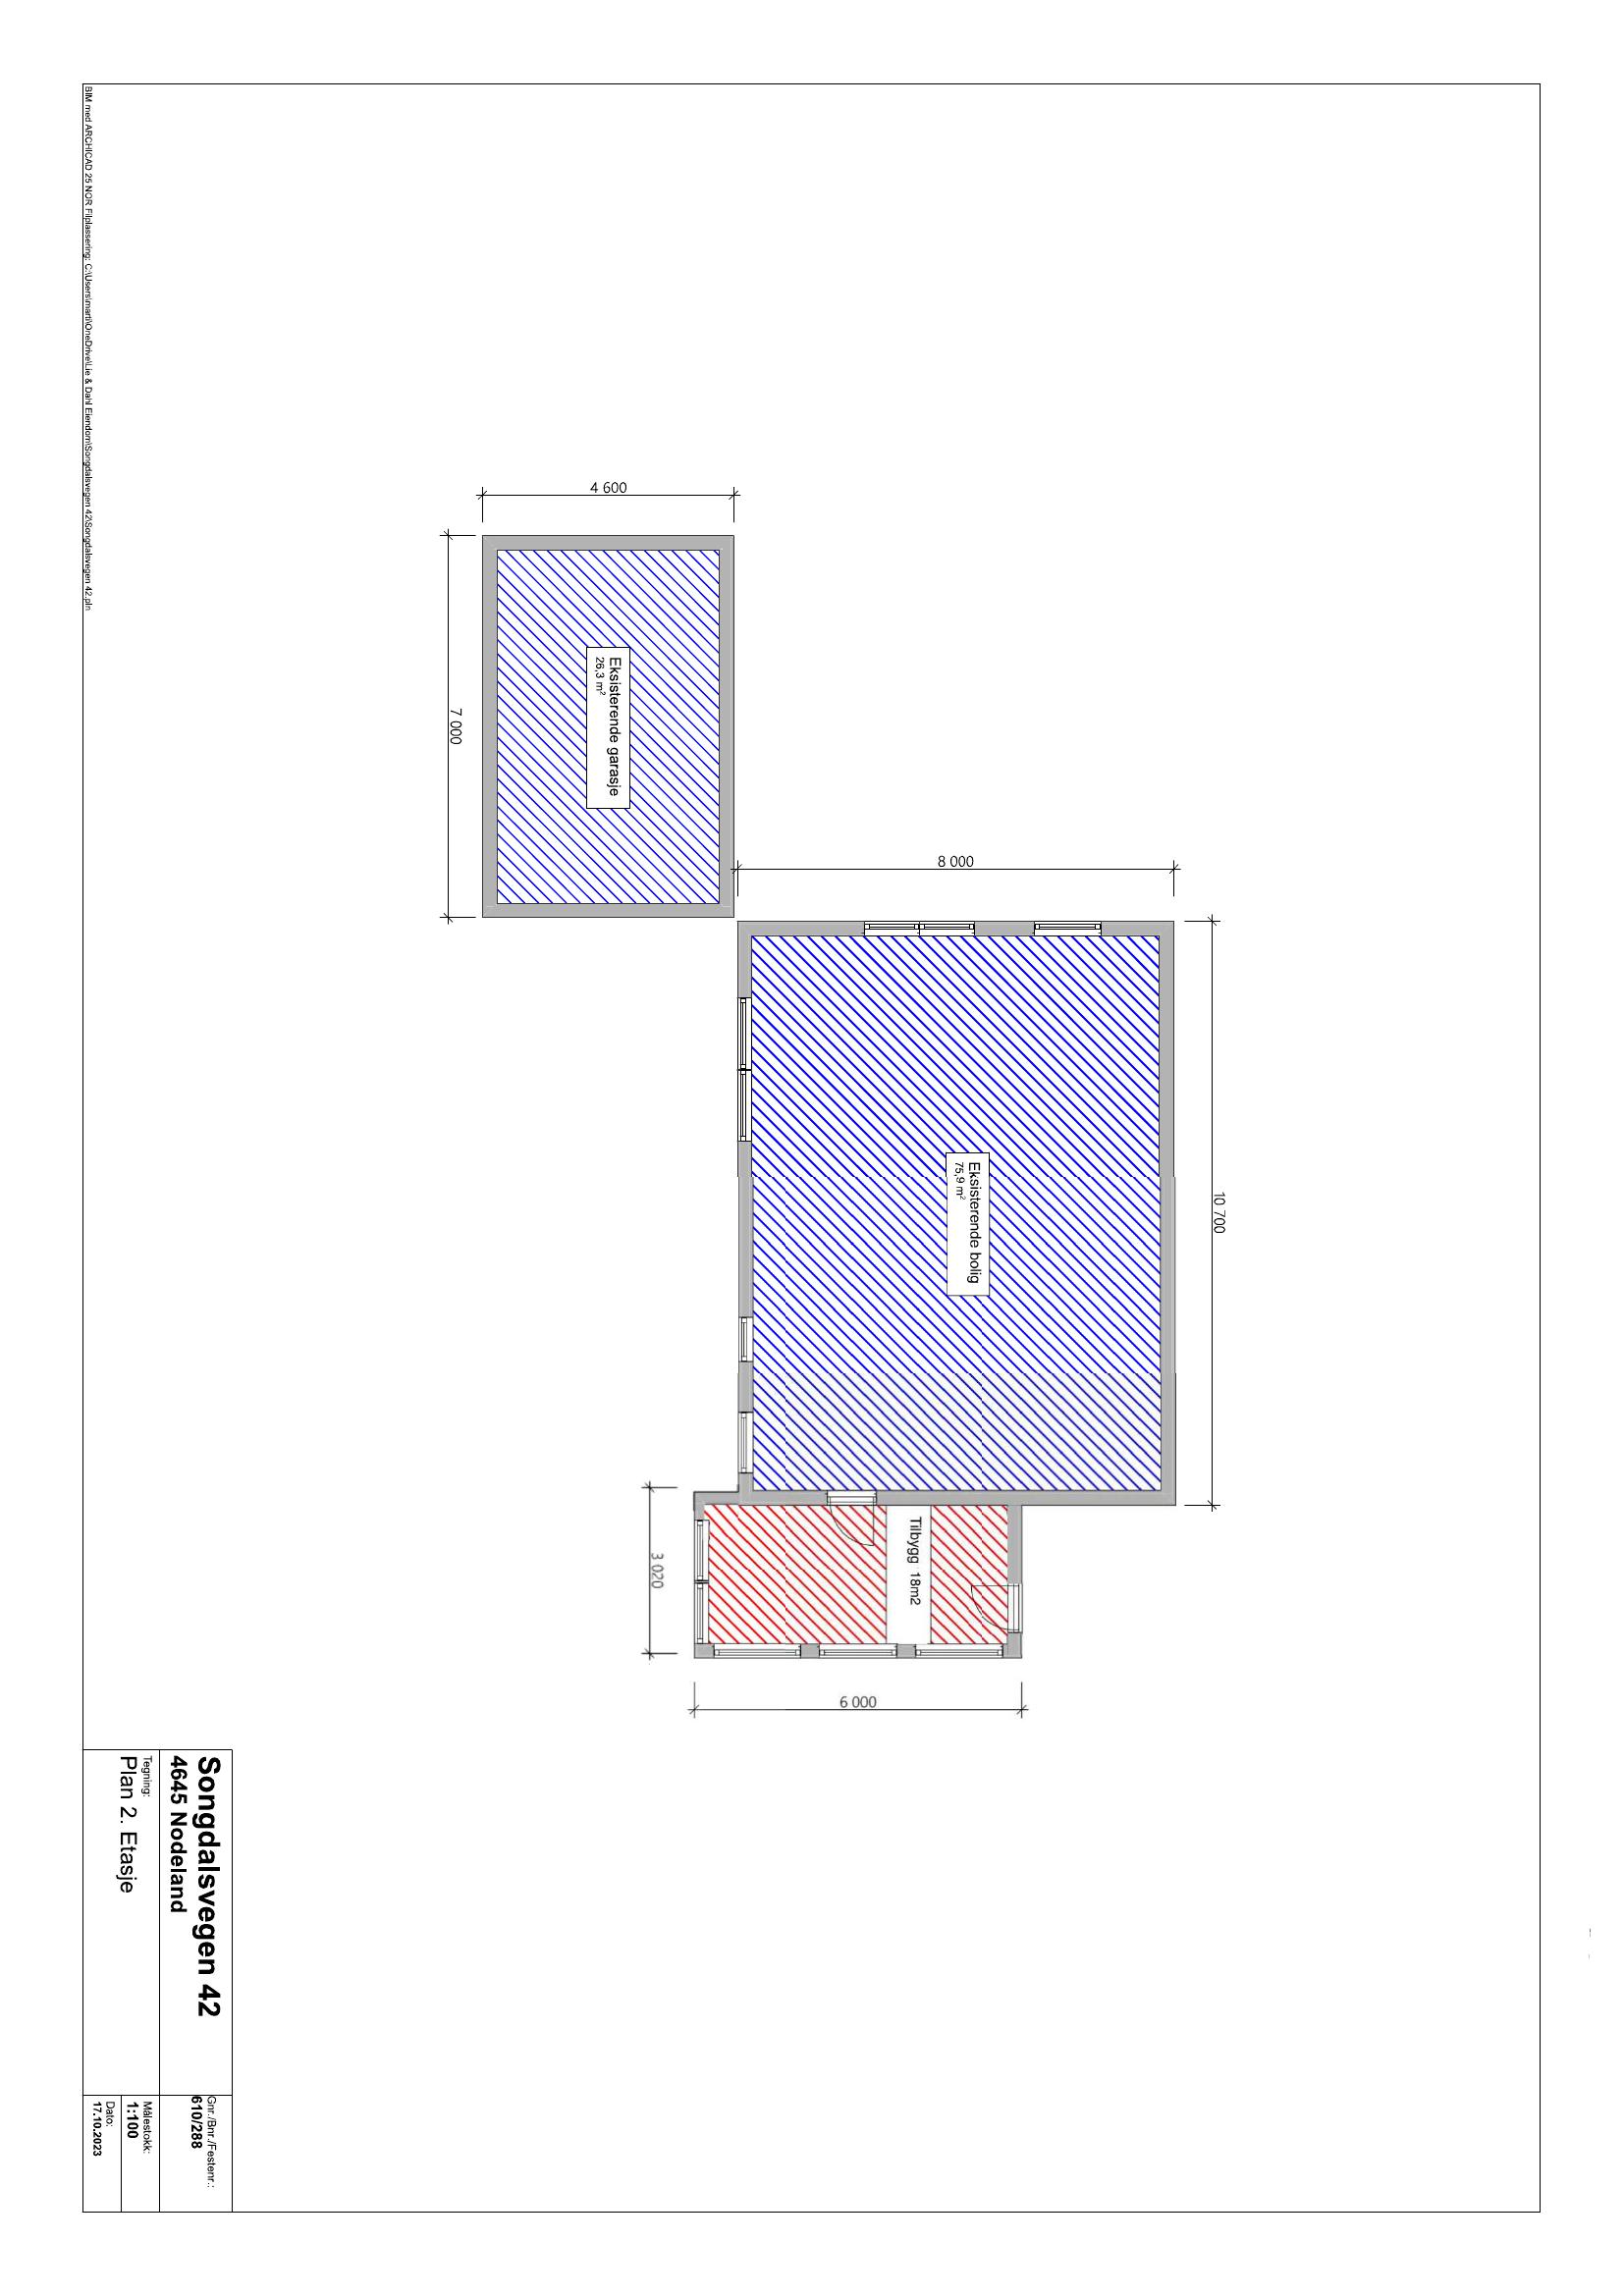 BIM med ARCHICAD 25 NOR Filplassering: C:\Users\marti\OneDrive\Lie & Dahl Eiendom\Songdalsvegen 42\Songdalsvegen 42.pln
4 600
7 000
Eksisterende garasje
26,3 m²
8 000
10 700
Eksisterende bolig
75,9 m²
Tilbygg 18m2
3 020
6 000
Songdalsvegen 42
4645 Nodeland
Tegning:
Plan 2. Etasje
Gnr./Bnr./Festenr.:
610/288
Målestokk:
1:100
Dato:
17.10.2023